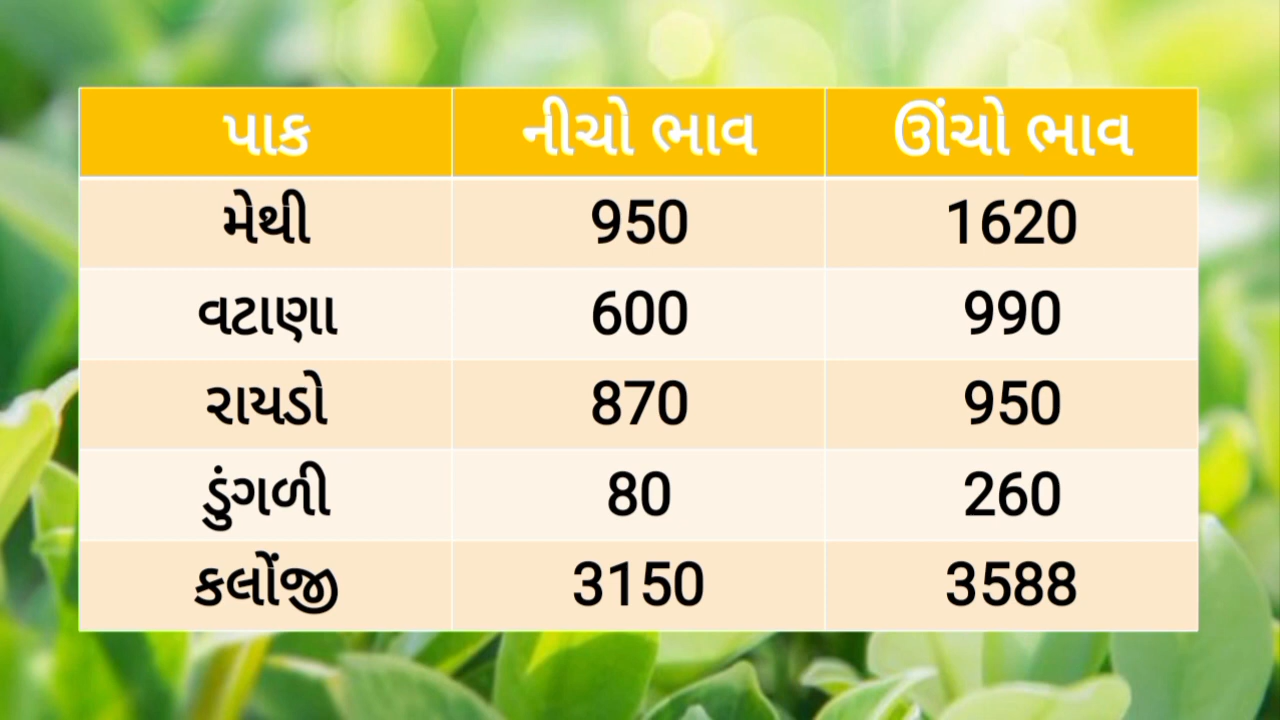 પાક નીચો ભાવ ઊંચો ભાવ
મેથી 950 1620
વટાણા 600 990
રાયડો 870 950
ડુંગળી 80 260
કલોંજી 3150 3588